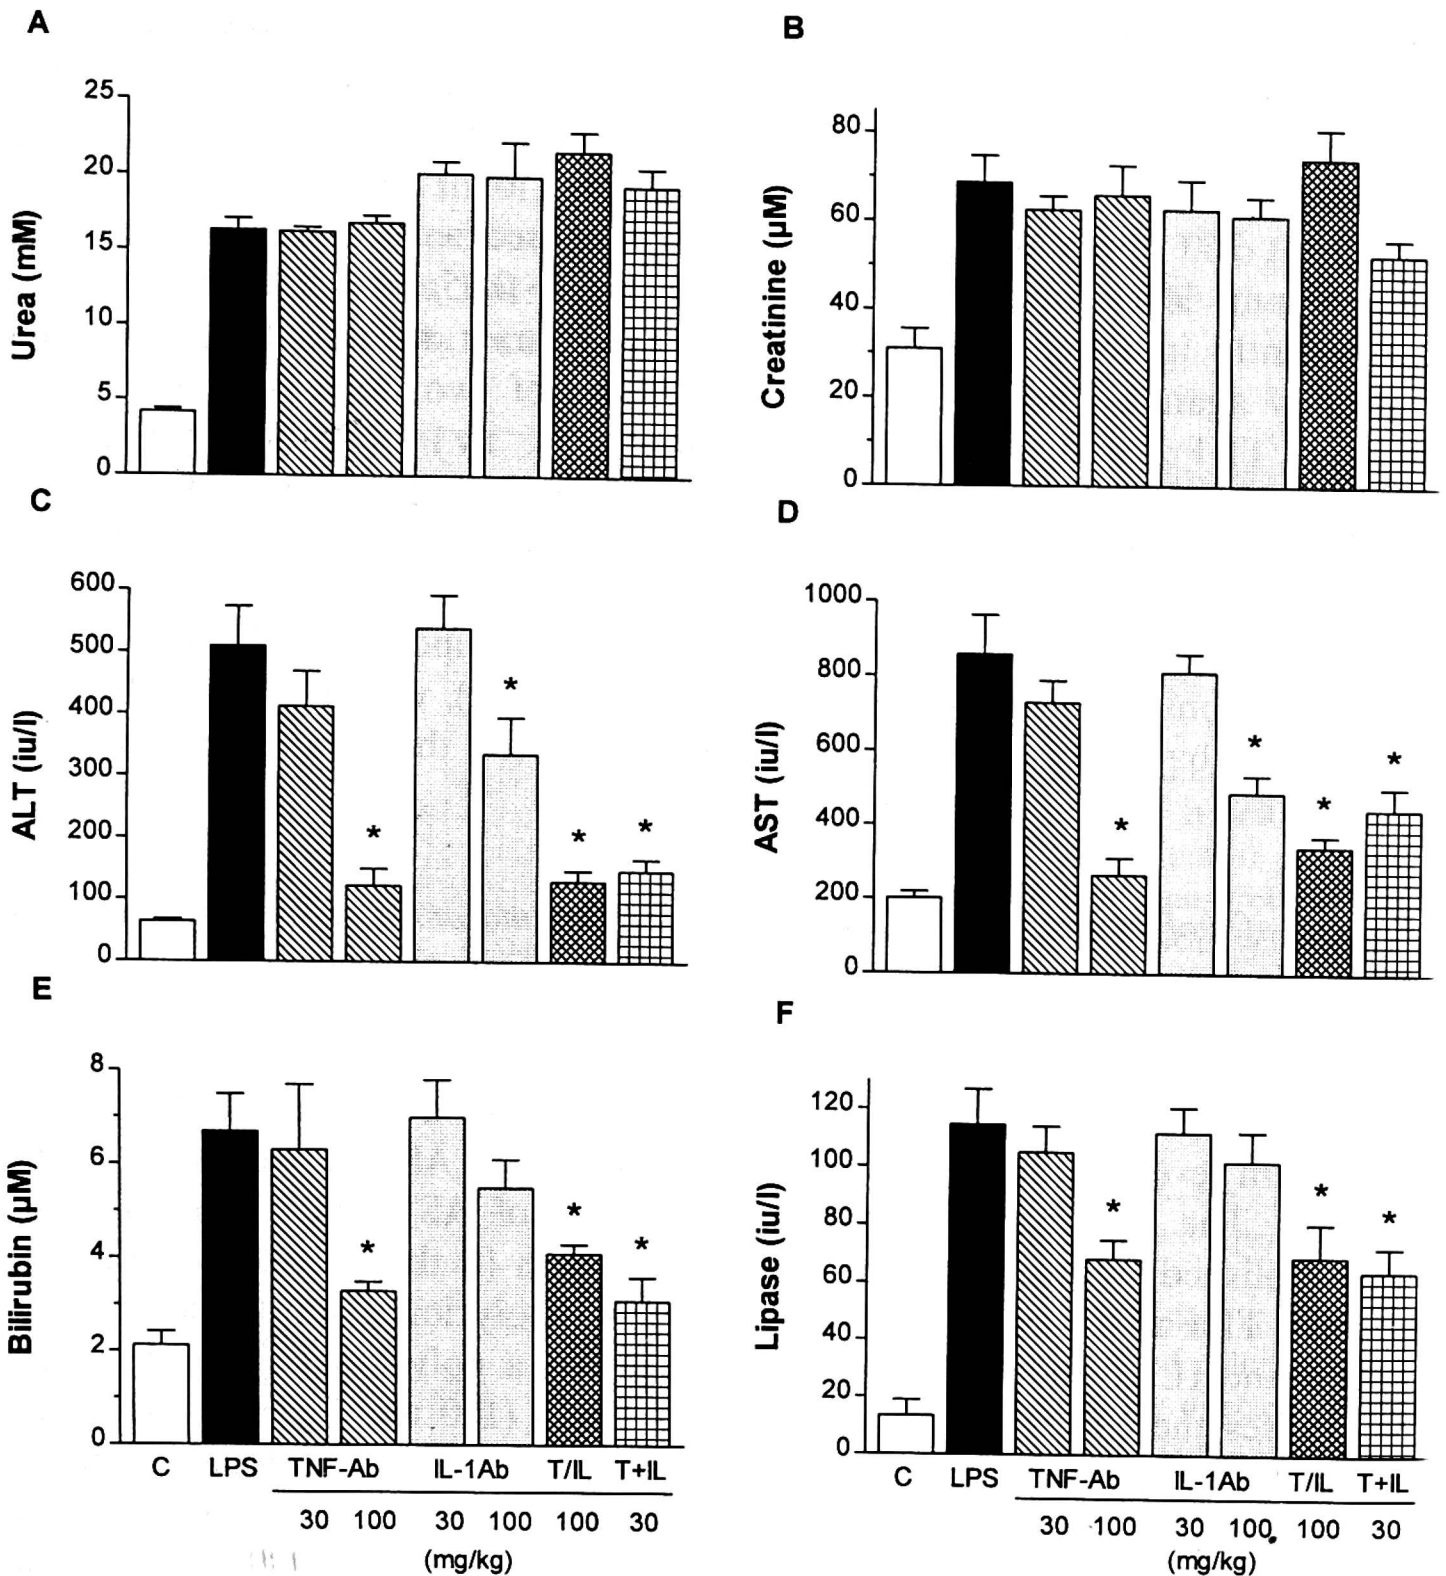 A
B
25
20
15
10
5
0
Urea (mM)
80
60
40
20
0
Creatinine (µM)
C
D
600
500
400
300
200
100
0
ALT (iu/l)
* * * *
1000
800
600
400
200
0
AST (iu/l)
* * * *
E
F
8
6
4
2
0
Bilirubin (µM)
* * *
120
100
80
60
40
20
0
Lipase (iu/l)
* * *
C LPS TNF-Ab IL-1Ab T/IL T+IL
30 100 30 100 100 30
(mg/kg)
C LPS TNF-Ab IL-1Ab T/IL T+IL
30 100 30 100 100 30
(mg/kg)